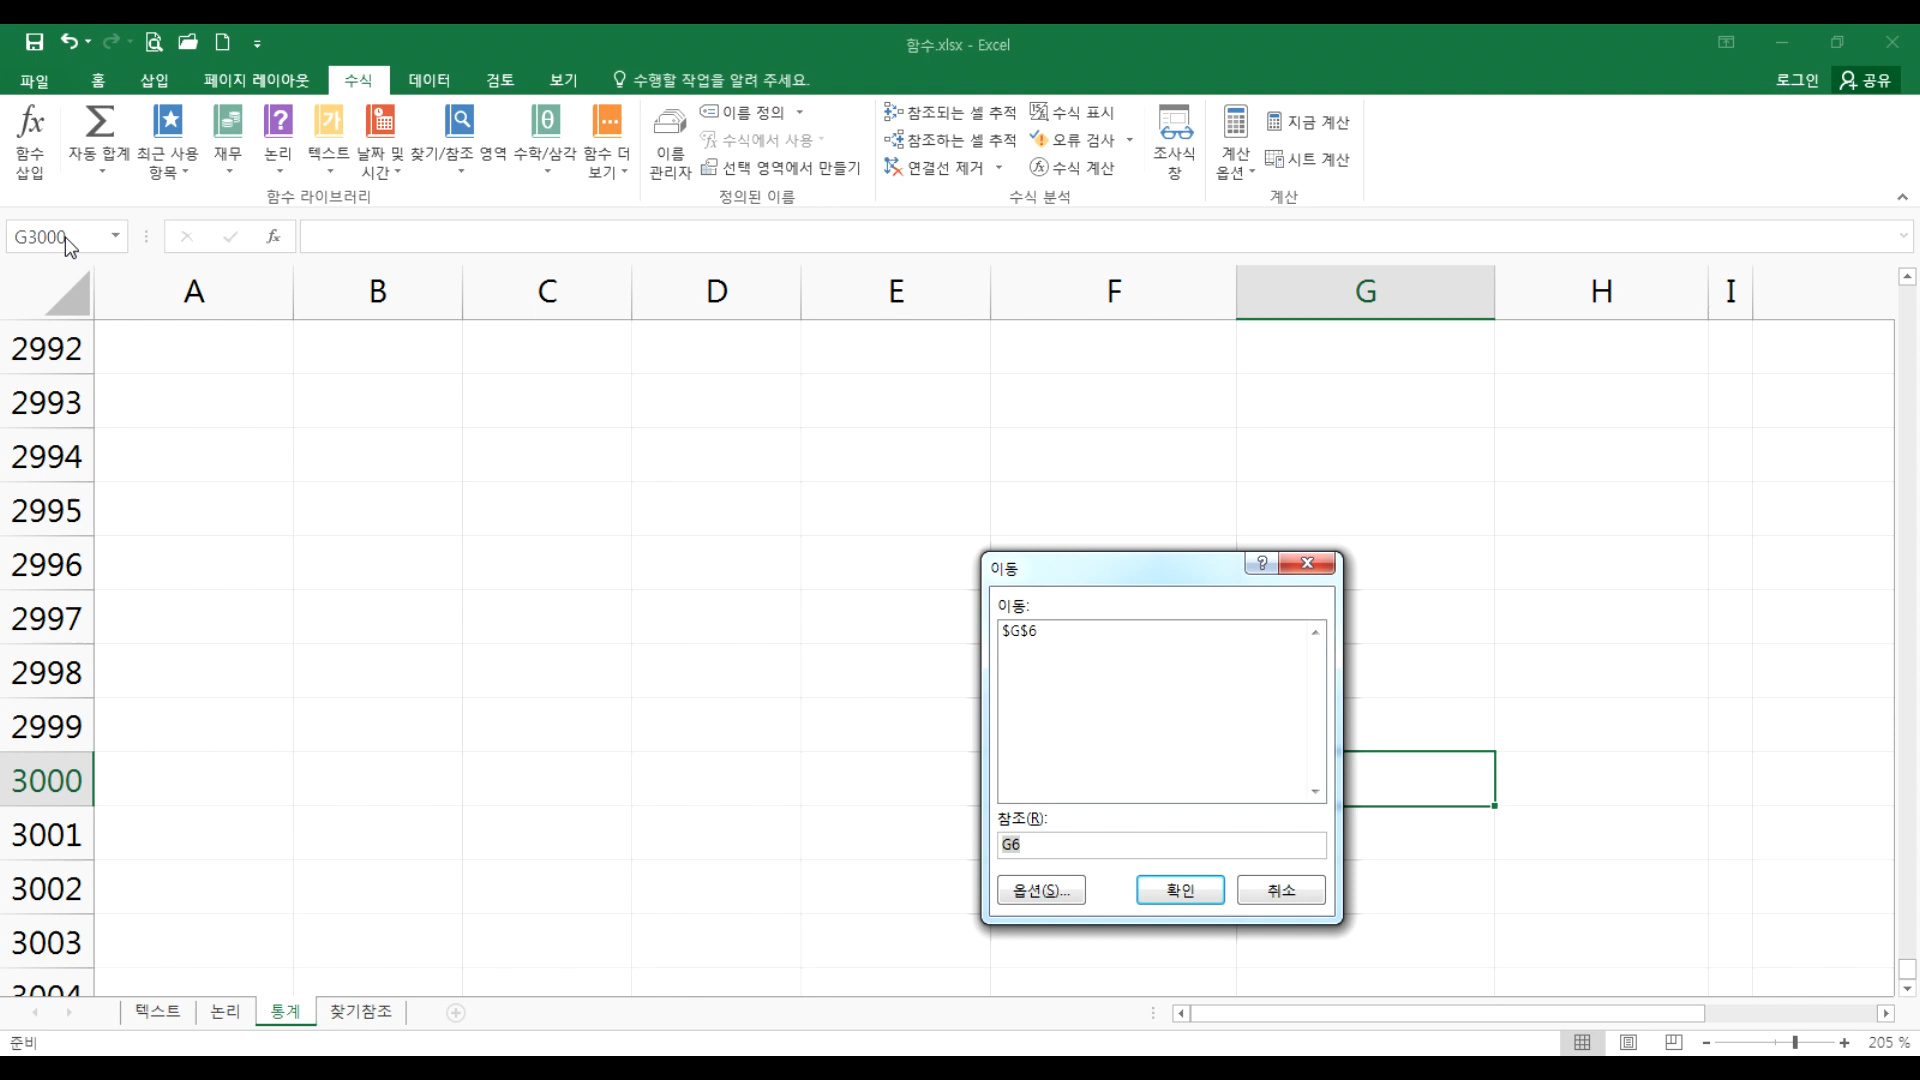 함수.xlsx - Excel
파일 홈 삽입 페이지 레이아웃 수식 데이터 검토 보기 수행할 작업을 알려 주세요. 로그인 공유
fx 함수 삽입
자동 합계
최근 사용 항목
재무
논리
텍스트
날짜 및 시간
찾기/참조 영역
수학/삼각
함수 더 보기
함수 라이브러리
이름 관리자
이름 정의
수식에서 사용
선택 영역에서 만들기
정의된 이름
참조되는 셀 추적
참조하는 셀 추적
연결선 제거
수식 표시
오류 검사
수식 계산
수식 분석
조사식 창
계산 옵션
지금 계산
시트 계산
계산
G3000 fx
A B C D E F G H I
2992
2993
2994
2995
2996
2997
2998
2999
3000
3001
3002
3003
3004
이동
이동:
$G$6
참조(R):
G6
옵션(S)... 확인 취소
텍스트 논리 통계 찾기참조
준비 205 %